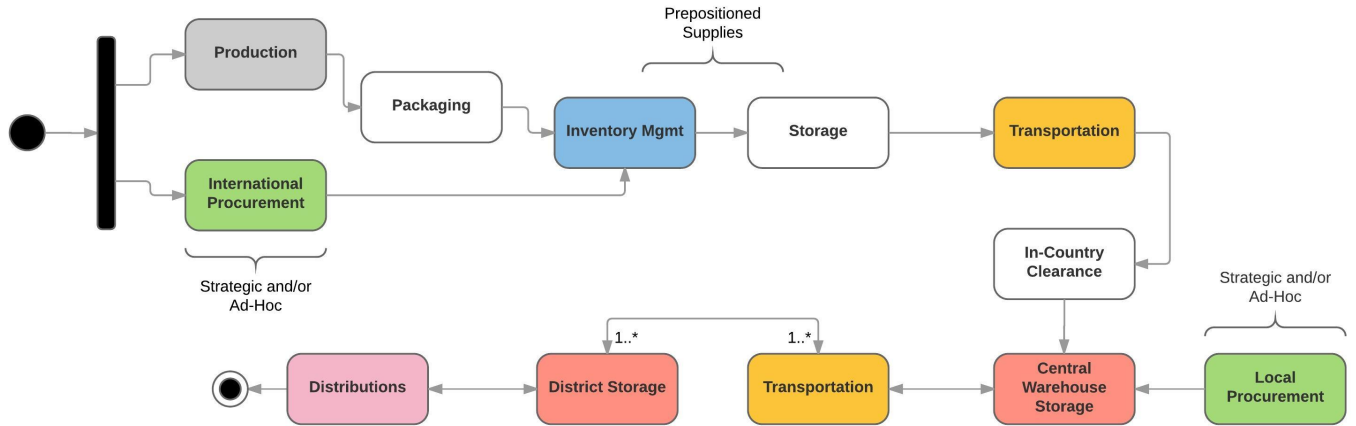 Prepositioned
Supplies
Production
Packaging
Inventory Mgmt
Storage
Transportation
International
Procurement
Strategic and/or
Ad-Hoc
In-Country
Clearance
Strategic and/or
Ad-Hoc
1..*
1..*
Distributions
District Storage
Transportation
Central
Warehouse
Storage
Local
Procurement